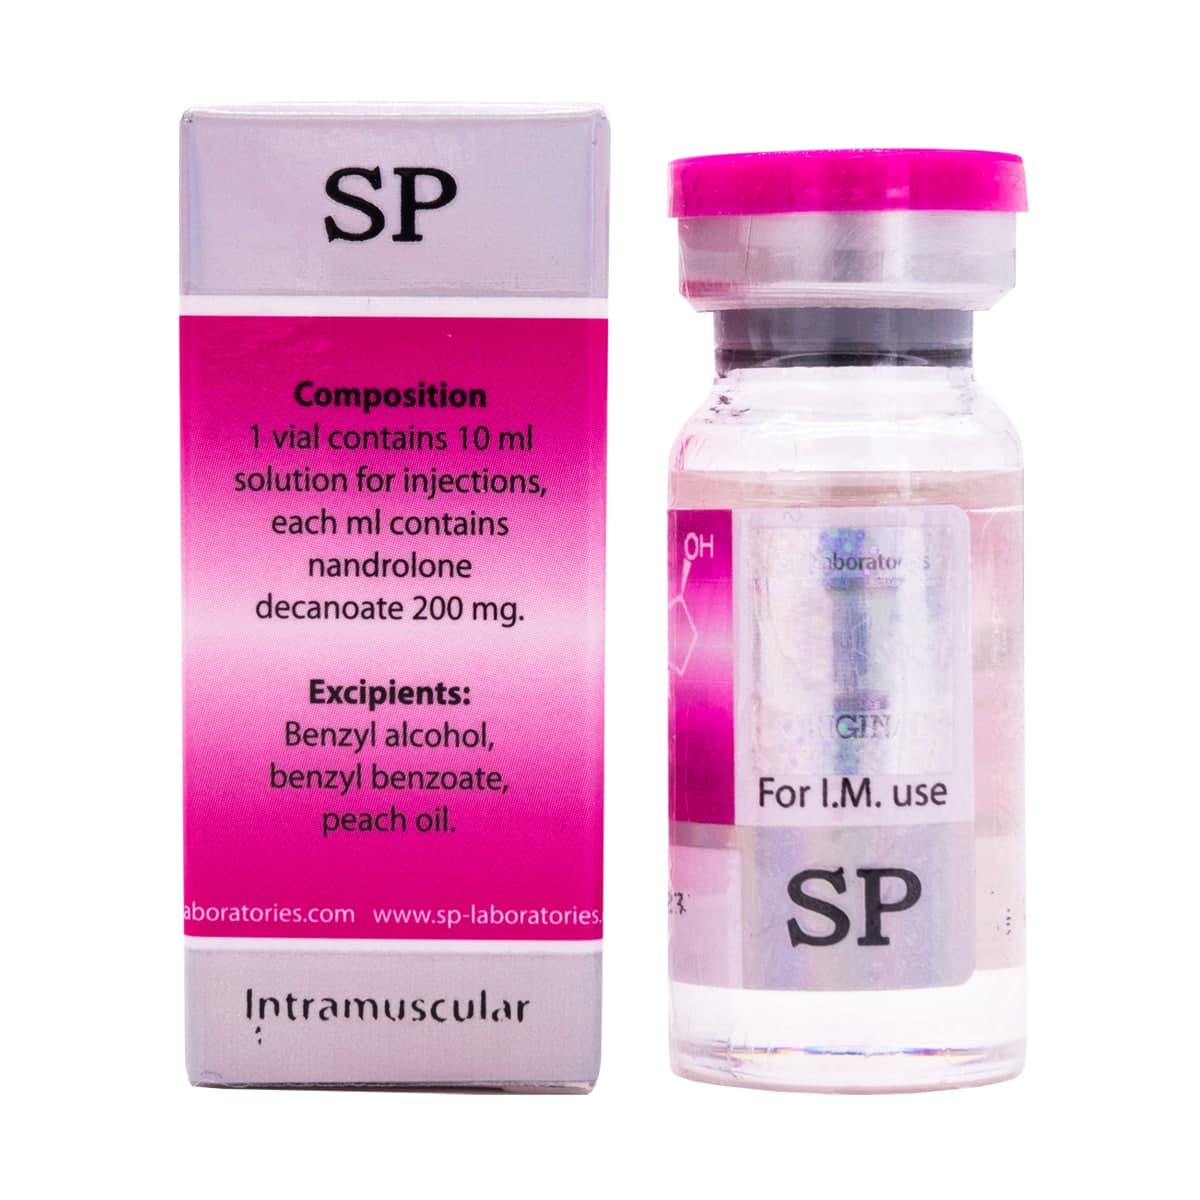 SP
Composition
1 vial contains 10 ml
solution for injections,
each ml contains
nandrolone
decanoate 200 mg.
Excipients:
Benzyl alcohol,
benzyl benzoate,
peach oil.
aboratories.com www.sp-laboratories.
Intramuscular
OH
For I.M. use
SP